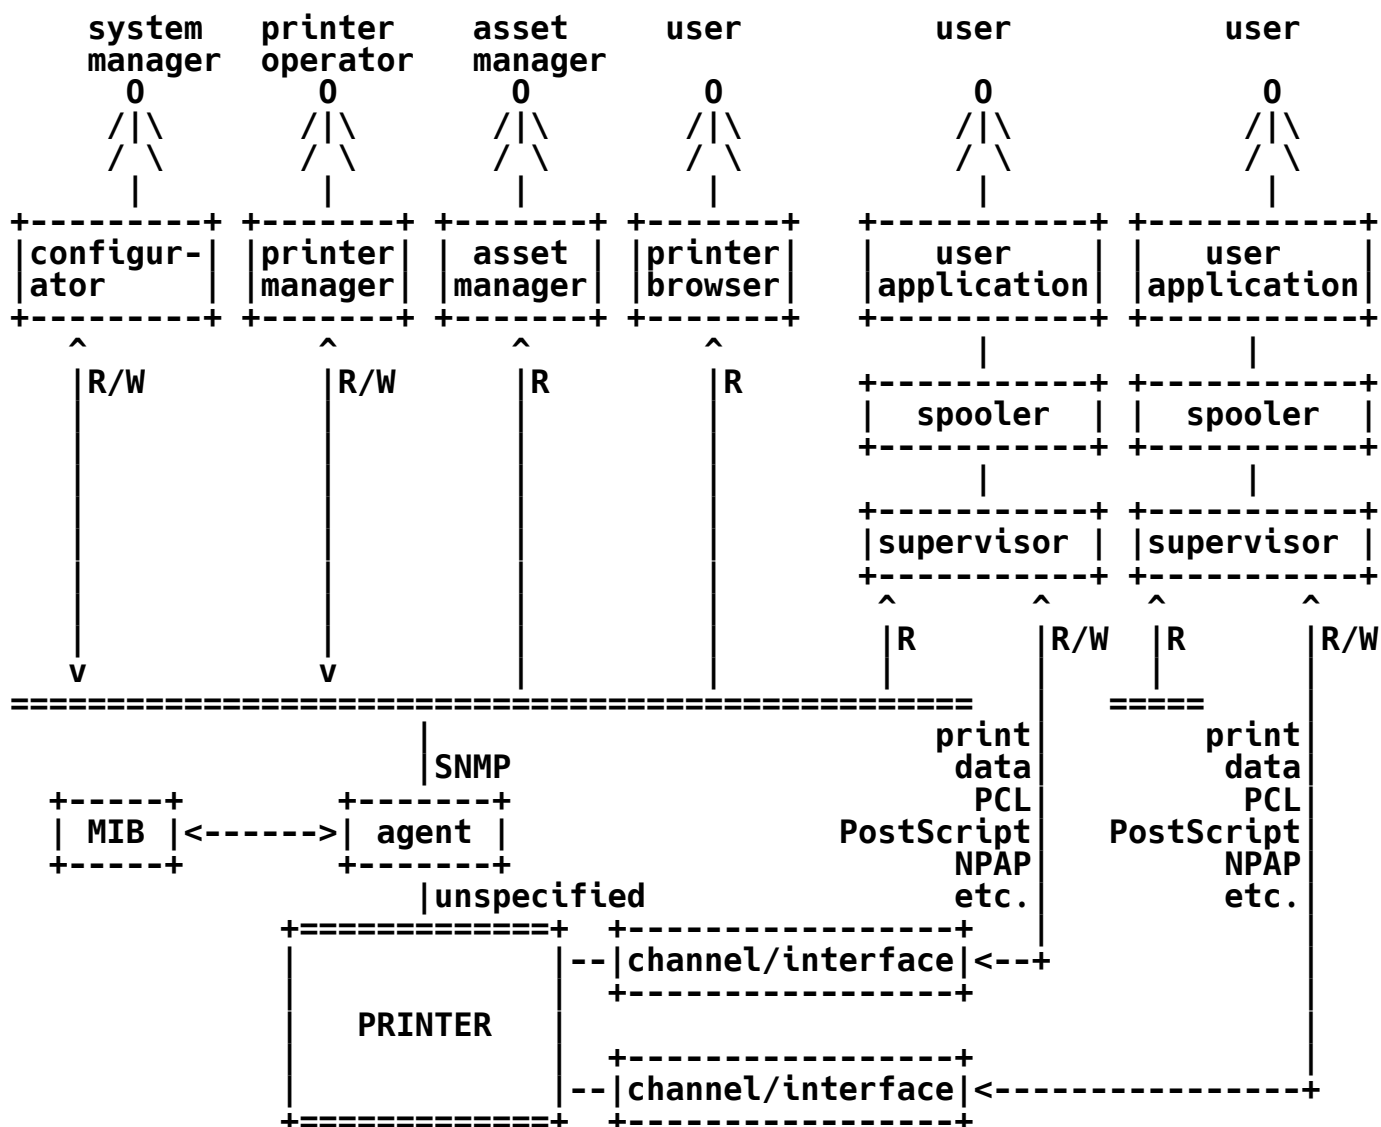 system printer asset user user user
manager operator manager
O O O O O O
/|\ /|\ /|\ /|\ /|\ /|\
/ \ / \ / \ / \ / \ / \
| | | | | |
+---------+ +-------+ +-------+ +-------+ +-----------+ +-----------+
|configur-| |printer| | asset | |printer| | user | | user |
|ator | |manager| |manager| |browser| |application| |application|
+---------+ +-------+ +-------+ +-------+ +-----------+ +-----------+
^ ^ ^ ^ | |
|R/W |R/W |R |R +-----------+ +-----------+
| | | | | spooler | | spooler |
| | | | +-----------+ +-----------+
| | | | | |
| | | | +-----------+ +-----------+
| | | | |supervisor | |supervisor |
| | | | +-----------+ +-----------+
| | | | ^ ^ ^ ^
| | | | |R |R/W |R |R/W
v v | | | | | |
================================================== | ===== |
| print| print|
|SNMP data| data|
+-----+ +-------+ PCL| PCL|
| MIB |<------>| agent | PostScript| PostScript|
+-----+ +-------+ NPAP| NPAP|
|unspecified etc.| etc.|
+=============+ +-----------------+ | |
| |--|channel/interface|<--+ |
| | +-----------------+ |
| PRINTER | |
| | +-----------------+ |
| |--|channel/interface|<----------------+
+=============+ +-----------------+